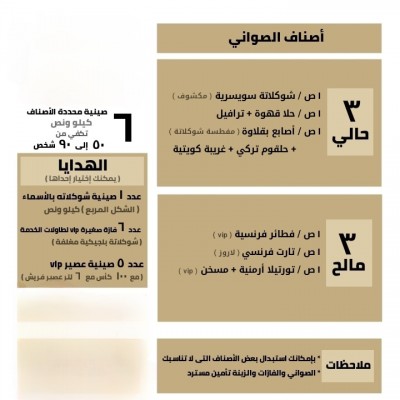 أصناف الصواني
٣ حالي
١ ص / شوكلاتة سويسرية ( مكشوف )
١ ص / حلا قهوة + ترافيل
١ ص / أصابع بقلاوة ( مغطسة شوكلاتة )
+ حلقوم تركي + غريبة كويتية
٣ مالح
١ ص / فطائر فرنسية ( vip )
١ ص / تارت فرنسي ( لاروز )
١ ص / تورتيلا أرمنية + مسخن ( vip )
ملاحظات
* بإمكانك استبدال بعض الأصناف التى لا تناسبك
* الصواني والفازات والزينة تأمين مسترد
٦ صينية محددة الأصناف
كيلو ونص
تكفي من
٥٠ إلى ٩٠ شخص
الهدايا
( يمكنك إختيار إحداها )
عدد ١ صينية شوكلاته بالأسماء
( الشكل المربع ) كيلو ونص
عدد ٦ فازة صغيرة vip لطاولات الخدمة
( شوكلاتة بلجيكية مغلفة )
عدد ٥ صينية عصير vip
( مع ١٠٠ كأس مع ٦ لتر عصير فريش )